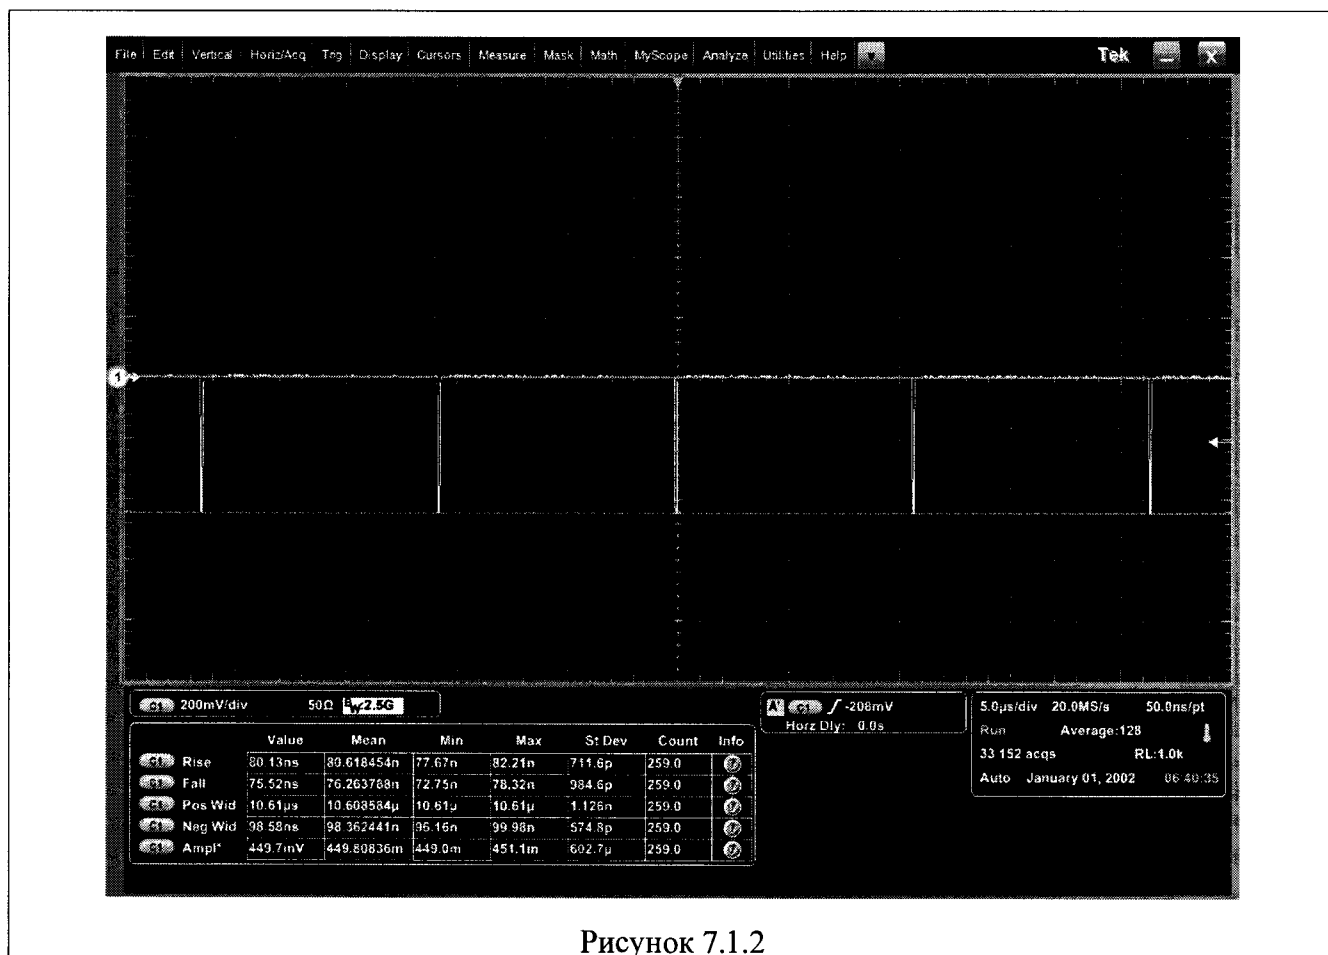 File Edit Vertical Horiz/Acq Trig Display Cursors Measure Mask Math MyScope Analyze Utilities Help Tek X
1
C1 200mV/div 50Ω BW:2.5G
A' C1 -208mV
Horz Dly: 0.0s
5.0µs/div 20.0MS/s 50.0ns/pt
Run Average:128
33 152 acqs RL:1.0k
Auto January 01, 2002 06:40:35
Value Mean Min Max St Dev Count Info
C1 Rise 80.13ns 80.618454n 77.67n 82.21n 711.6p 259.0
C1 Fall 75.52ns 76.263788n 72.75n 78.32n 984.6p 259.0
C1 Pos Wid 10.61µs 10.608584µ 10.61µ 10.61µ 1.126n 259.0
C1 Neg Wid 98.58ns 98.362441n 96.16n 99.98n 574.8p 259.0
C1 Ampl* 449.7mV 449.80836m 449.0m 451.1m 602.7µ 259.0
Рисунок 7.1.2